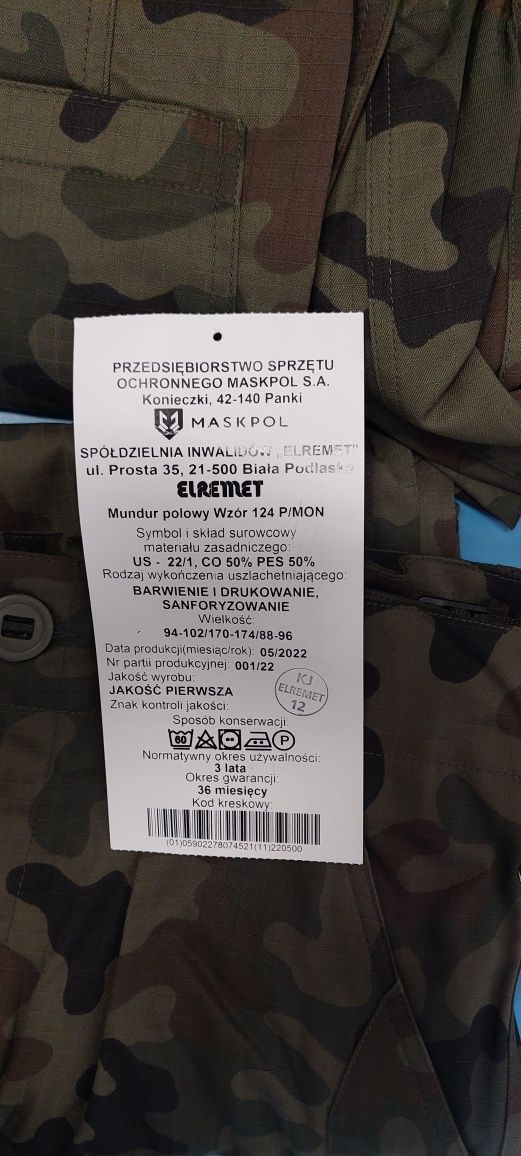 PRZEDSIĘBIORSTWO SPRZĘTU
OCHRONNEGO MASKPOL S.A.
Konieczki, 42-140 Panki
MASKPOL
SPÓŁDZIELNIA INWALIDÓW „ELREMET"
ul. Prosta 35, 21-500 Biała Podlaska
ELREMET
Mundur polowy Wzór 124 P/MON
Symbol i skład surowcowy
materiału zasadniczego:
US - 22/1, CO 50% PES 50%
Rodzaj wykończenia uszlachetniającego:
BARWIENIE I DRUKOWANIE,
SANFORYZOWANIE
Wielkość:
94-102/170-174/88-96
Data produkcji(miesiąc/rok): 05/2022
Nr partii produkcyjnej: 001/22
Jakość wyrobu:
JAKOŚĆ PIERWSZA
Znak kontroli jakości:
KJ
ELREMET
12
Sposób konserwacji:
60 P
Normatywny okres używalności:
3 lata
Okres gwarancji:
36 miesięcy
Kod kreskowy:
(01)05902278074521(11)220500